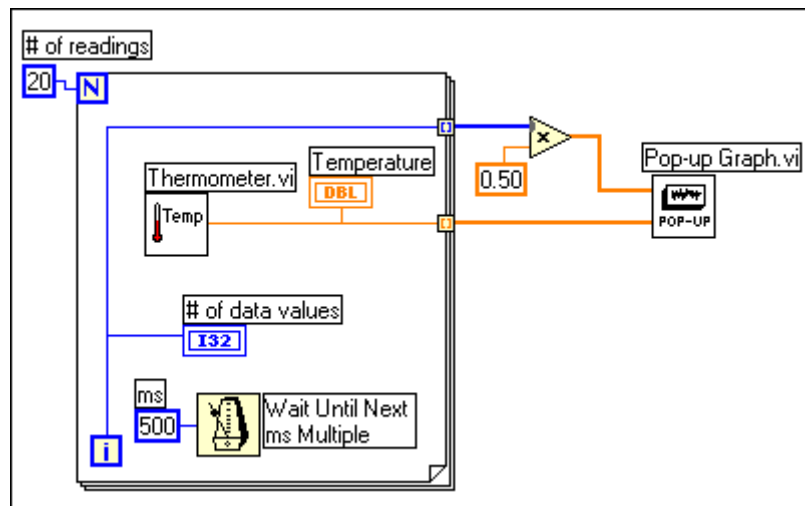 # of readings
20
N
Temperature
Thermometer.vi
DBL
Temp
×
0.50
Pop-up Graph.vi
POP-UP
# of data values
I32
ms
500
Wait Until Next
ms Multiple
i